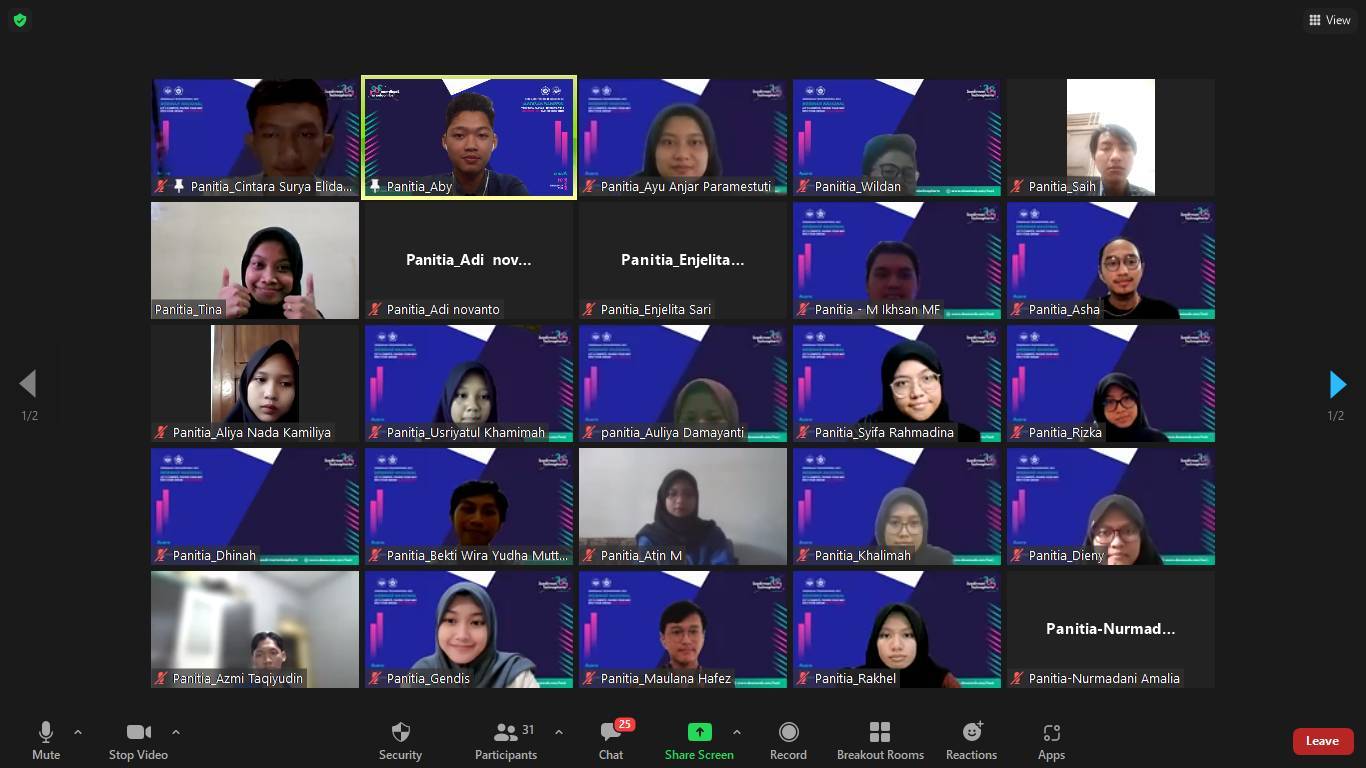 View
Panitia_Cintara Surya Elida...
Panitia_Aby
Panitia_Ayu Anjar Paramestuti
Paniitia_Wildan
Panitia_Saih
Panitia_Tina
Panitia_Adi nov...
Panitia_Adi novanto
Panitia_Enjelita...
Panitia_Enjelita Sari
Panitia - M Ikhsan MF
Panitia_Asha
1/2
1/2
Panitia_Aliya Nada Kamiliya
Panitia_Usriyatul Khamimah
panitia_Auliya Damayanti
Panitia_Syifa Rahmadina
Panitia_Rizka
Panitia_Dhinah
Panitia_Bekti Wira Yudha Mutt...
Panitia_Atin M
Panitia_Khalimah
Panitia_Dieny
Panitia_Azmi Taqiyudin
Panitia_Gendis
Panitia_Maulana Hafez
Panitia_Rakhel
Panitia-Nurmad...
Panitia-Nurmadani Amalia
Mute
Stop Video
Security
Participants
31
Chat
25
Share Screen
Record
Breakout Rooms
Reactions
Apps
Leave